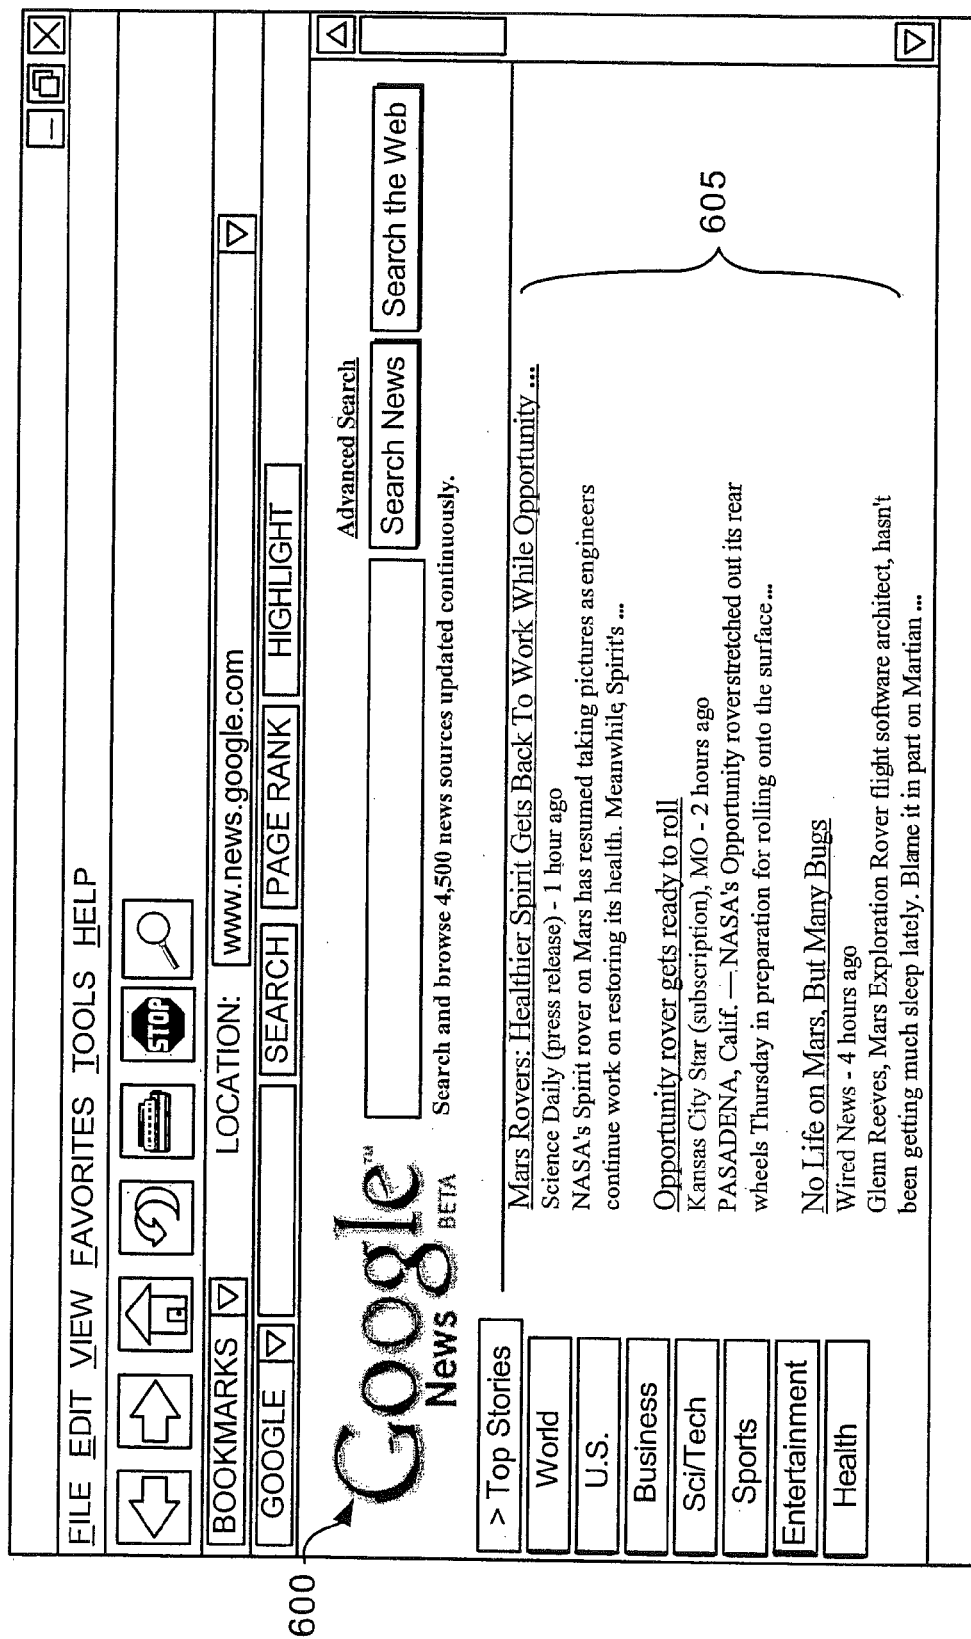 FILE EDIT VIEW FAVORITES TOOLS HELP
STOP
BOOKMARKS LOCATION: www.news.google.com
GOOGLE SEARCH PAGE RANK HIGHLIGHT
600
Google™
News BETA
Advanced Search
Search News Search the Web
Search and browse 4,500 news sources updated continuously.
> Top Stories
World
U.S.
Business
Sci/Tech
Sports
Entertainment
Health
Mars Rovers: Healthier Spirit Gets Back To Work While Opportunity ...
Science Daily (press release) - 1 hour ago
NASA's Spirit rover on Mars has resumed taking pictures as engineers
continue work on restoring its health. Meanwhile, Spirit's ...
Opportunity rover gets ready to roll
Kansas City Star (subscription), MO - 2 hours ago
PASADENA, Calif. — NASA's Opportunity rover stretched out its rear
wheels Thursday in preparation for rolling onto the surface ...
No Life on Mars, But Many Bugs
Wired News - 4 hours ago
Glenn Reeves, Mars Exploration Rover flight software architect, hasn't
been getting much sleep lately. Blame it in part on Martian ...
605